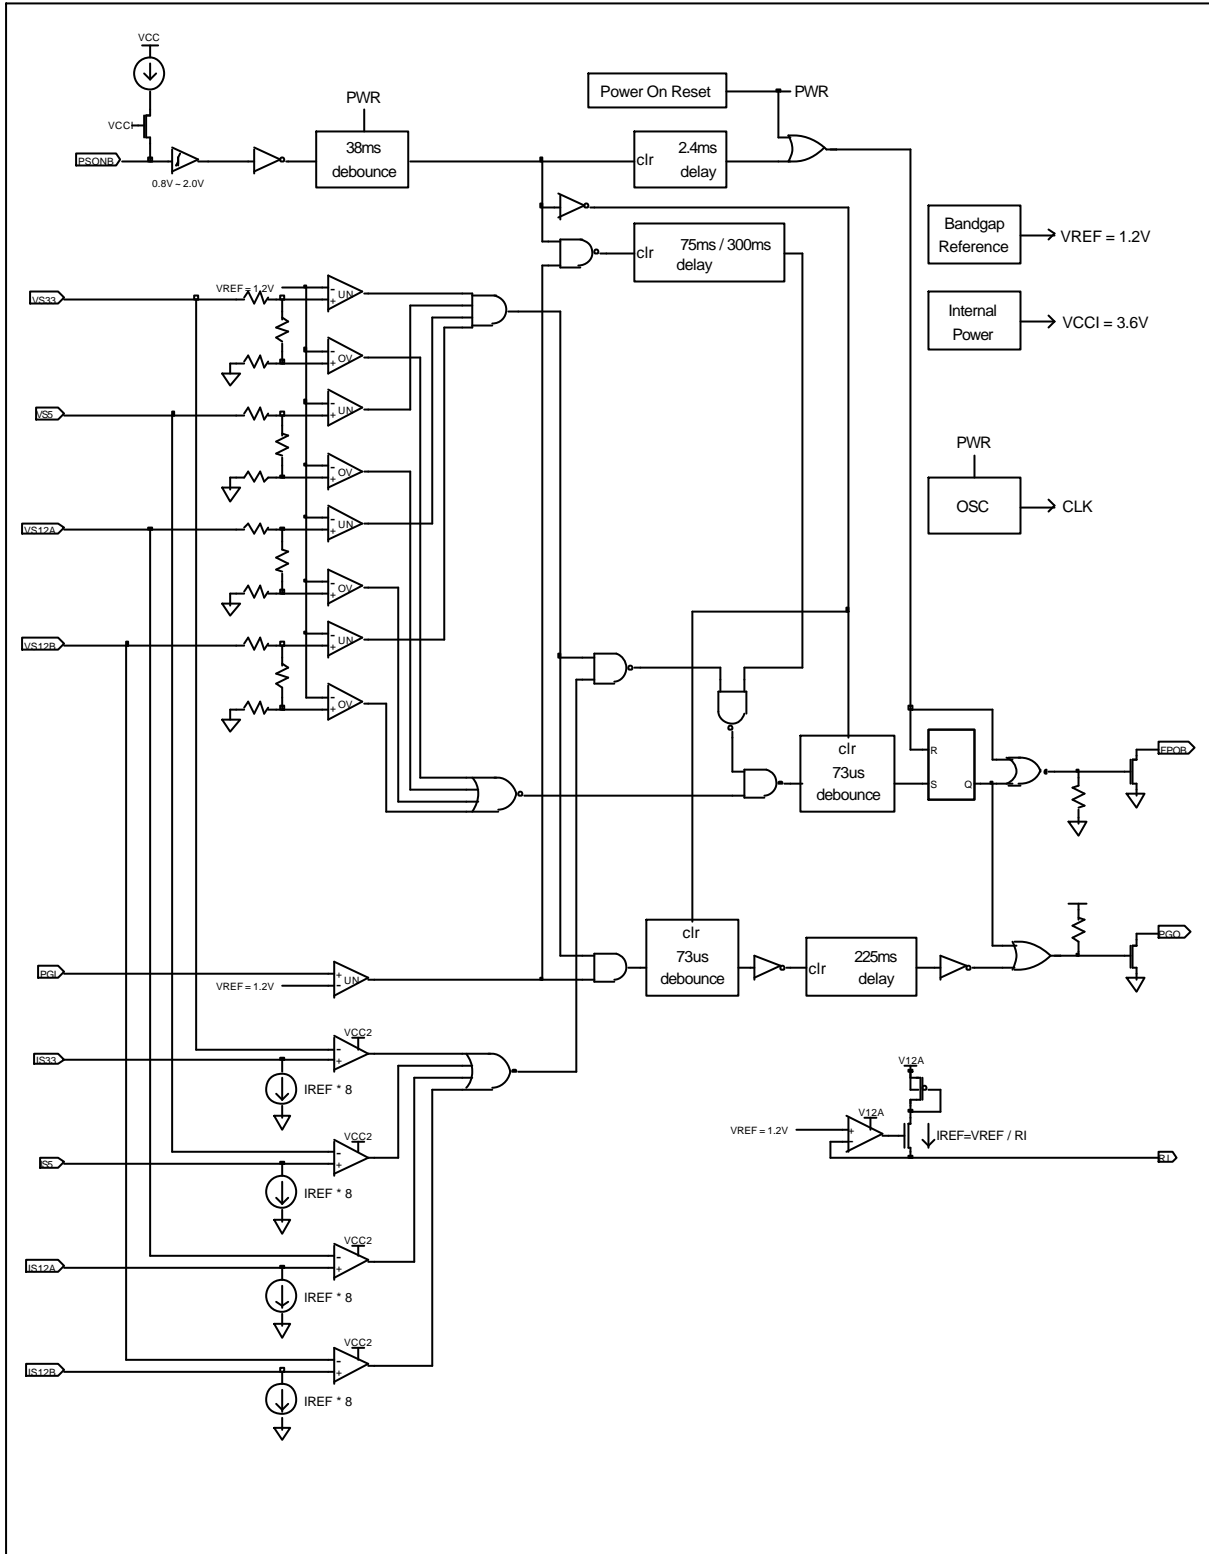 VCC
Power On Reset
PWR
PWR
VCCI
PSONB
38ms
debounce
clr
2.4ms
delay
0.8V ~ 2.0V
Bandgap
Reference
VREF = 1.2V
clr
75ms / 300ms
delay
VS33
VREF = 1.2V
-
+
UN
Internal
Power
VCCI = 3.6V
-
+
OV
VS5
-
+
UN
PWR
-
+
OV
OSC
CLK
VS12A
-
+
UN
-
+
OV
VS12B
-
+
UN
-
+
OV
clr
73us
debounce
R
S
Q
FPOB
PGI
VREF = 1.2V
+
-
UN
clr
73us
debounce
clr
225ms
delay
PGO
IS33
VCC2
-
+
IREF * 8
V12A
V12A
VREF = 1.2V
+
-
IREF=VREF / RI
RI
IS5
VCC2
-
+
IREF * 8
IS12A
VCC2
-
+
IREF * 8
IS12B
VCC2
-
+
IREF * 8